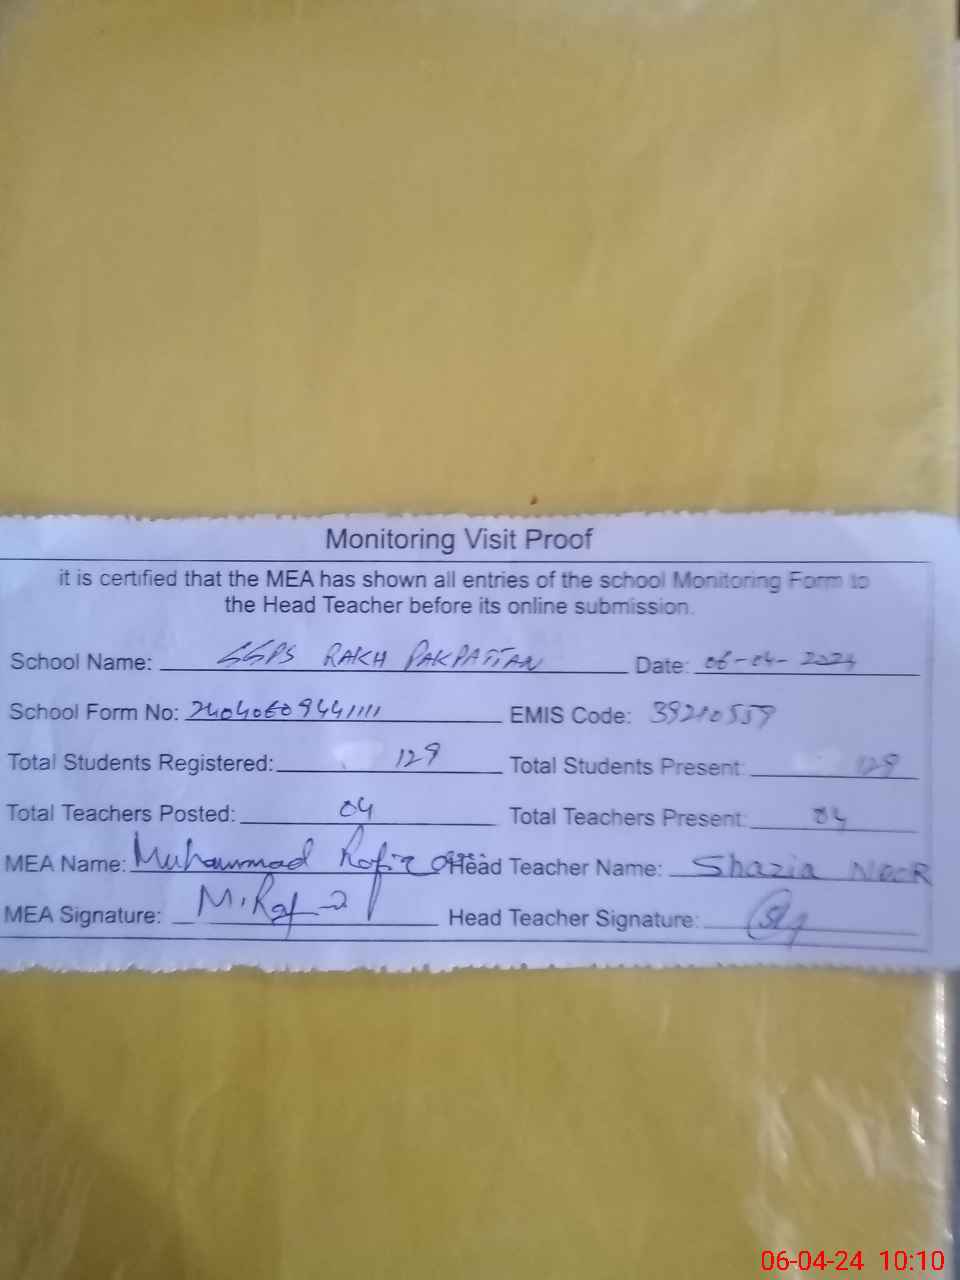 Monitoring Visit Proof
it is certified that the MEA has shown all entries of the school Monitoring Form to
the Head Teacher before its online submission.
School Name: GGPS RAKH PAKPATTAN Date: 06-04-2024
School Form No: 24040609441111 EMIS Code: 39210559
Total Students Registered: 129 Total Students Present: 129
Total Teachers Posted: 04 Total Teachers Present: 04
MEA Name: Muhammad Head Teacher Name: Shazia NooR
MEA Signature: Head Teacher Signature:
06-04-24 10:10